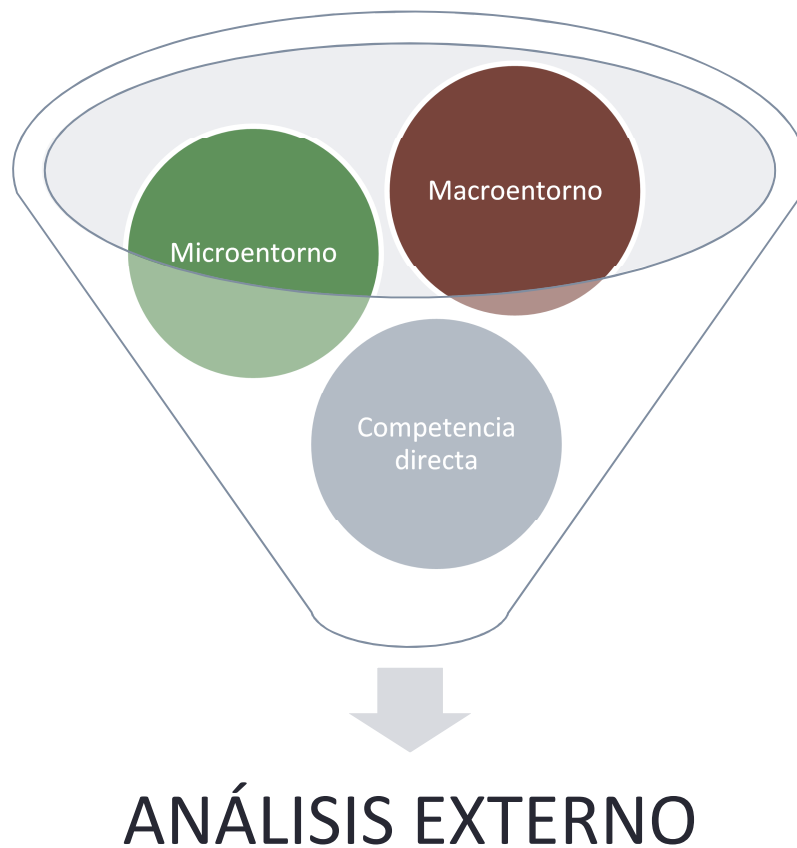 Macroentorno
Microentorno
Competencia
directa
ANÁLISIS EXTERNO